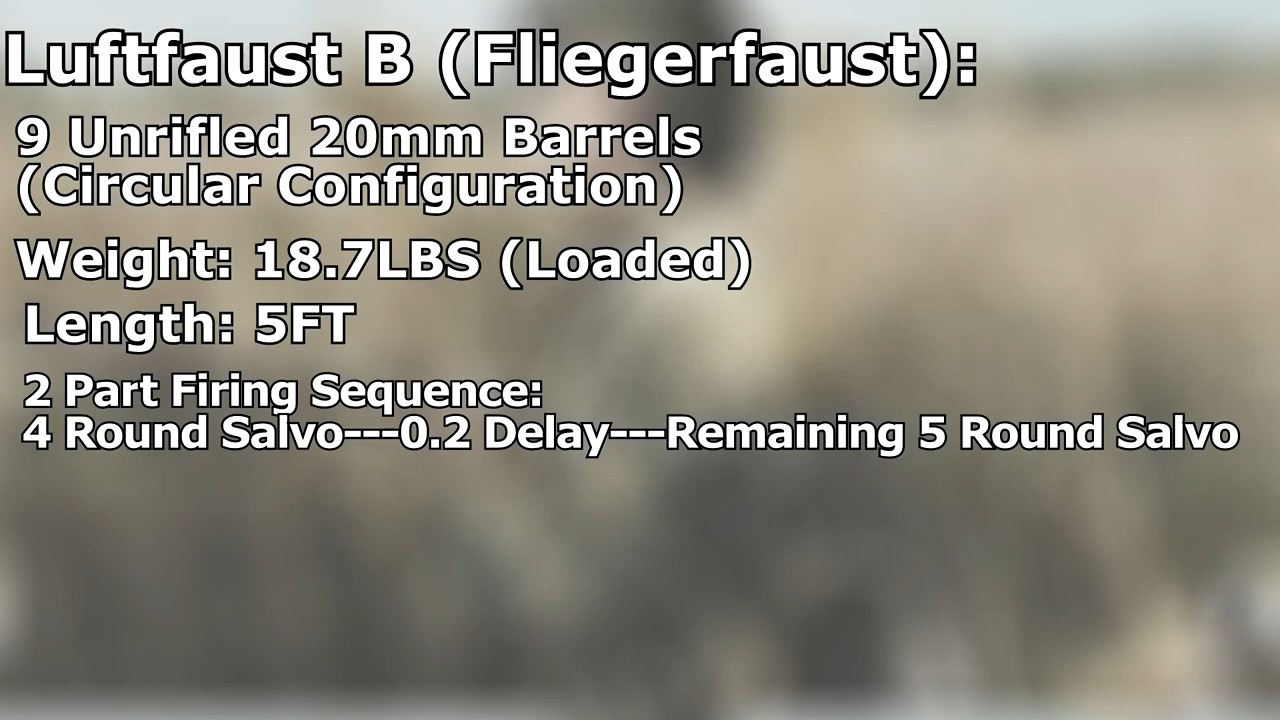 Luftfaust B (Fliegerfaust):
9 Unrifled 20mm Barrels
(Circular Configuration)
Weight: 18.7LBS (Loaded)
Length: 5FT
2 Part Firing Sequence:
4 Round Salvo---0.2 Delay---Remaining 5 Round Salvo